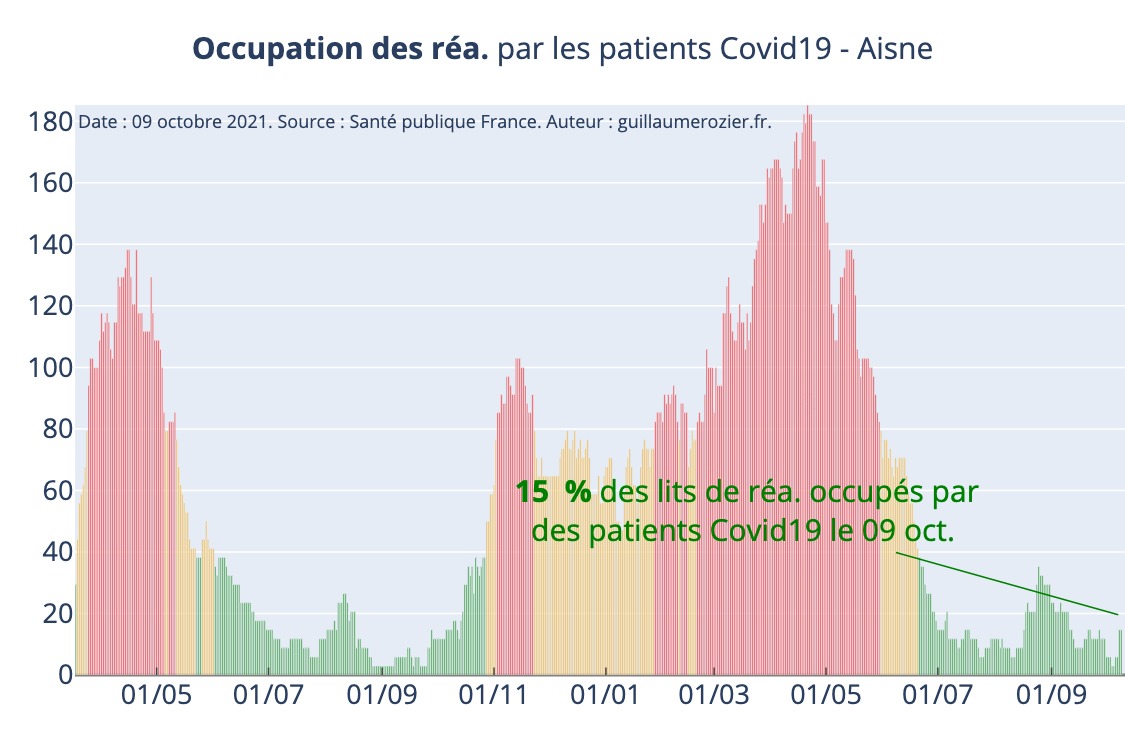 Occupation des réa. par les patients Covid19 - Aisne
180
Date : 09 octobre 2021. Source : Santé publique France. Auteur : guillaumerozier.fr.
160
140
120
100
80
60
15 % des lits de réa. occupés par
des patients Covid19 le 09 oct.
40
20
0
01/05 01/07 01/09 01/11 01/01 01/03 01/05 01/07 01/09